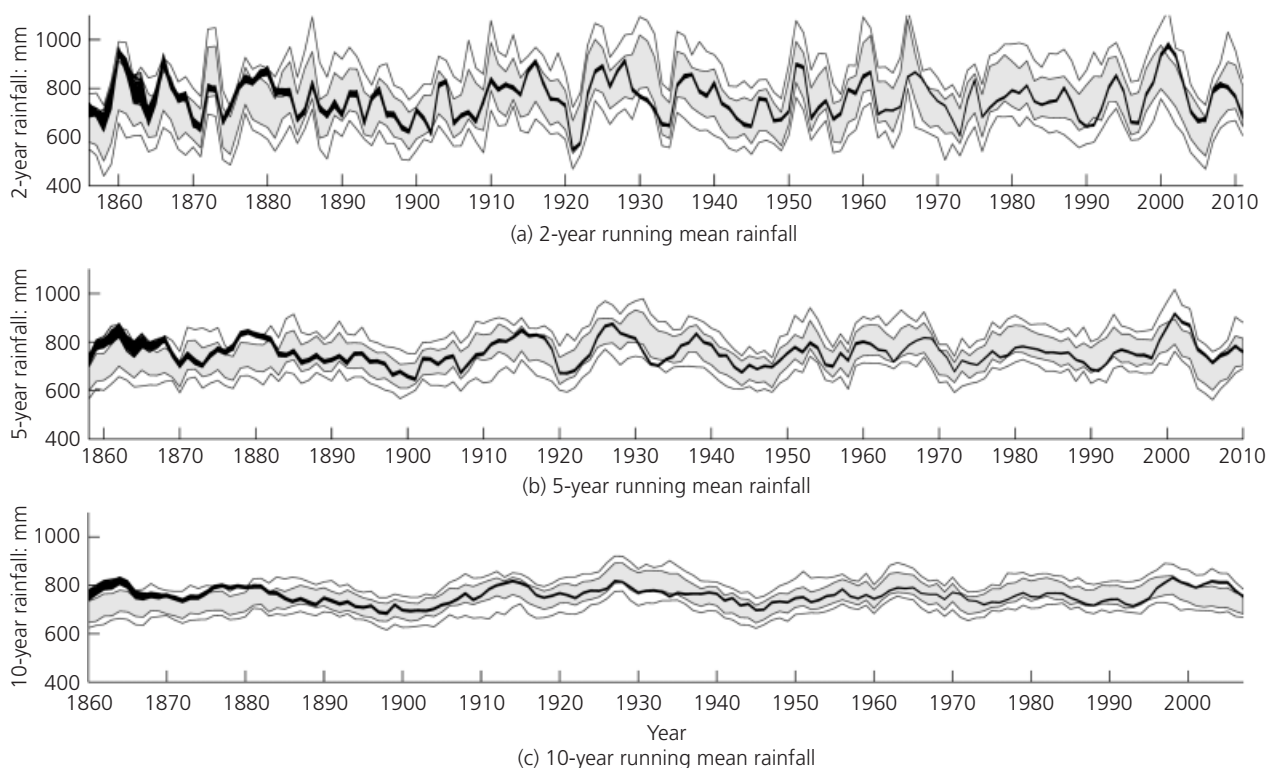 2-year rainfall: mm
1000
800
600
400
1860 1870 1880 1890 1900 1910 1920 1930 1940 1950 1960 1970 1980 1990 2000 2010
(a) 2-year running mean rainfall
5-year rainfall: mm
1000
800
600
400
1860 1870 1880 1890 1900 1910 1920 1930 1940 1950 1960 1970 1980 1990 2000 2010
(b) 5-year running mean rainfall
10-year rainfall: mm
1000
800
600
400
1860 1870 1880 1890 1900 1910 1920 1930 1940 1950 1960 1970 1980 1990 2000
Year
(c) 10-year running mean rainfall